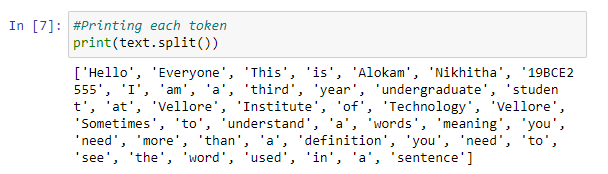 In [7]: #Printing each token
print(text.split())
['Hello', 'Everyone', 'This', 'is', 'Alokam', 'Nikhitha', '19BCE2
555', 'I', 'am', 'a', 'third', 'year', 'undergraduate', 'studen
t', 'at', 'Vellore', 'Institute', 'of', 'Technology', 'Vellore',
'Sometimes', 'to', 'understand', 'a', 'words', 'meaning', 'you',
'need', 'more', 'than', 'a', 'definition', 'you', 'need', 'to',
'see', 'the', 'word', 'used', 'in', 'a', 'sentence']